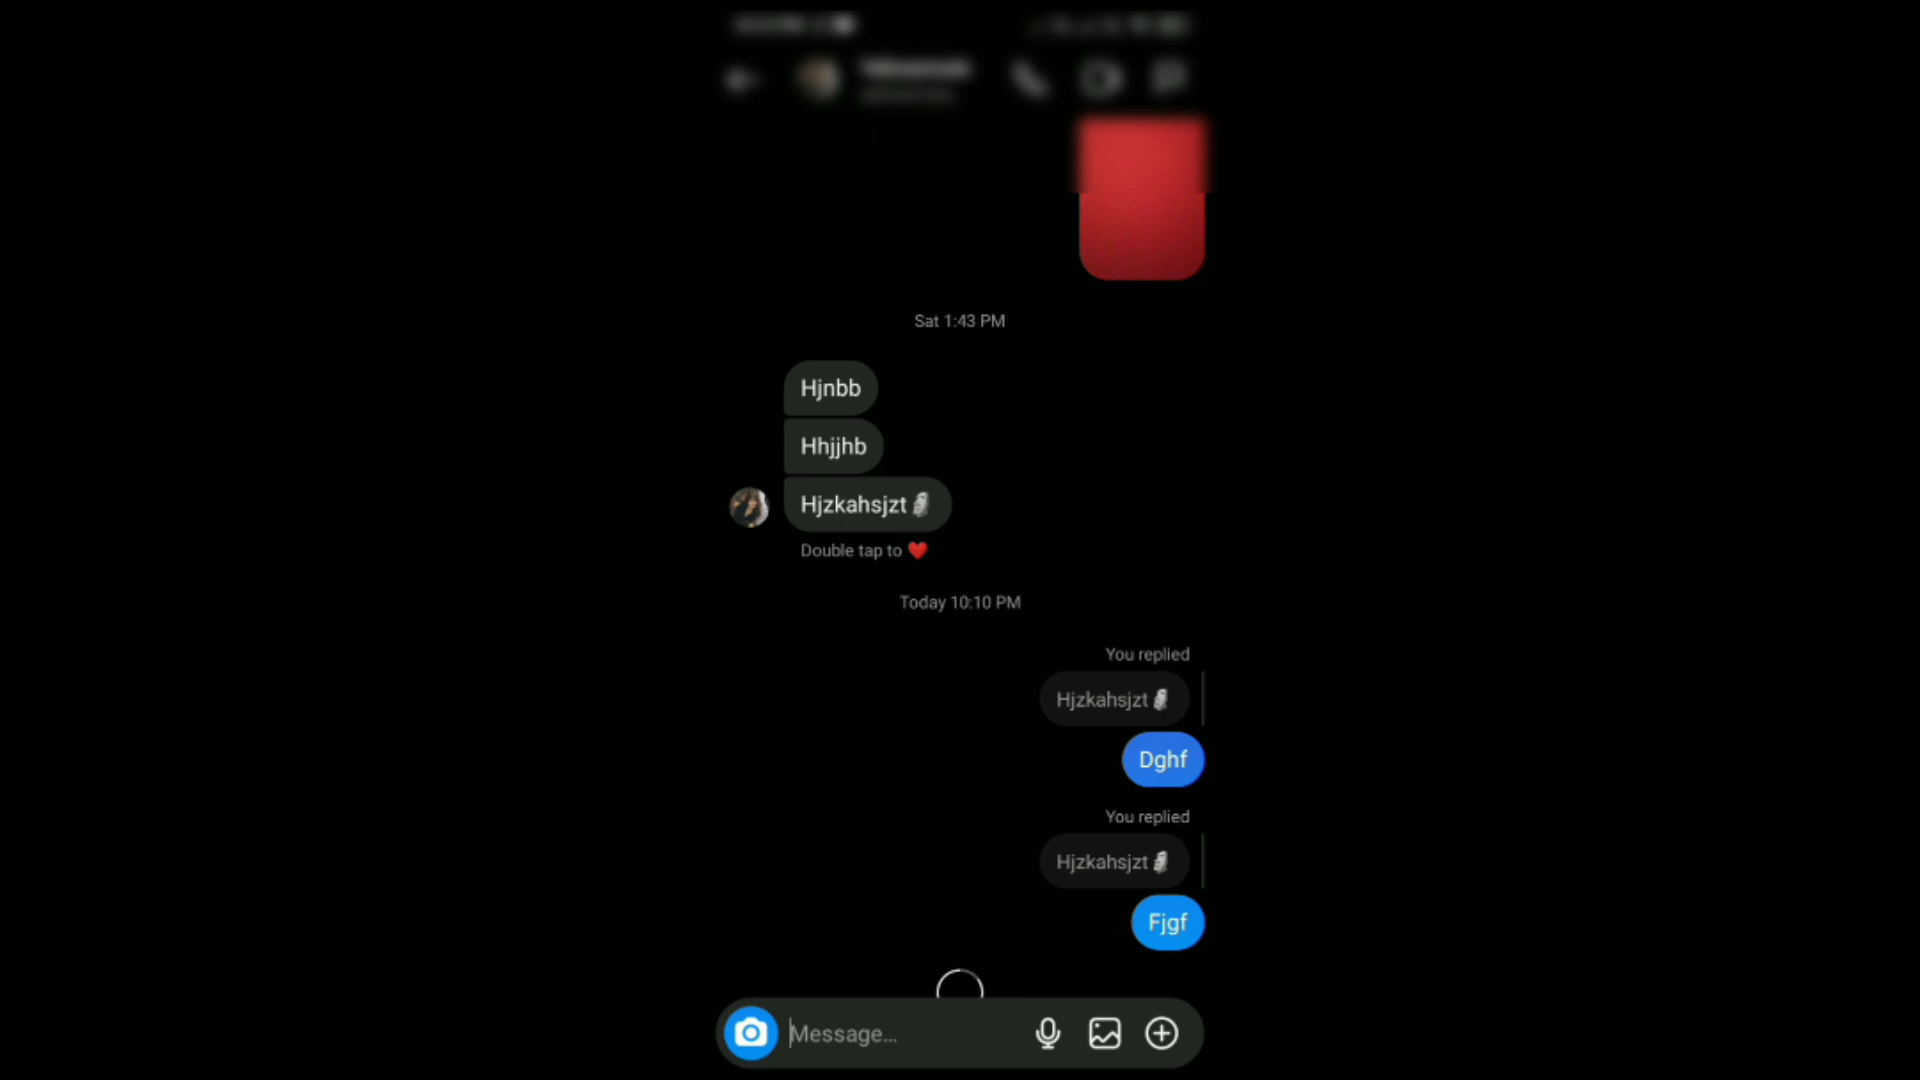 Sat 1:43 PM
Hjnbb
Hhjjhb
Hjzkahsjzt 🗿
Double tap to ❤️
Today 10:10 PM
You replied
Hjzkahsjzt 🗿
Dghf
You replied
Hjzkahsjzt 🗿
Fjgf
Message...